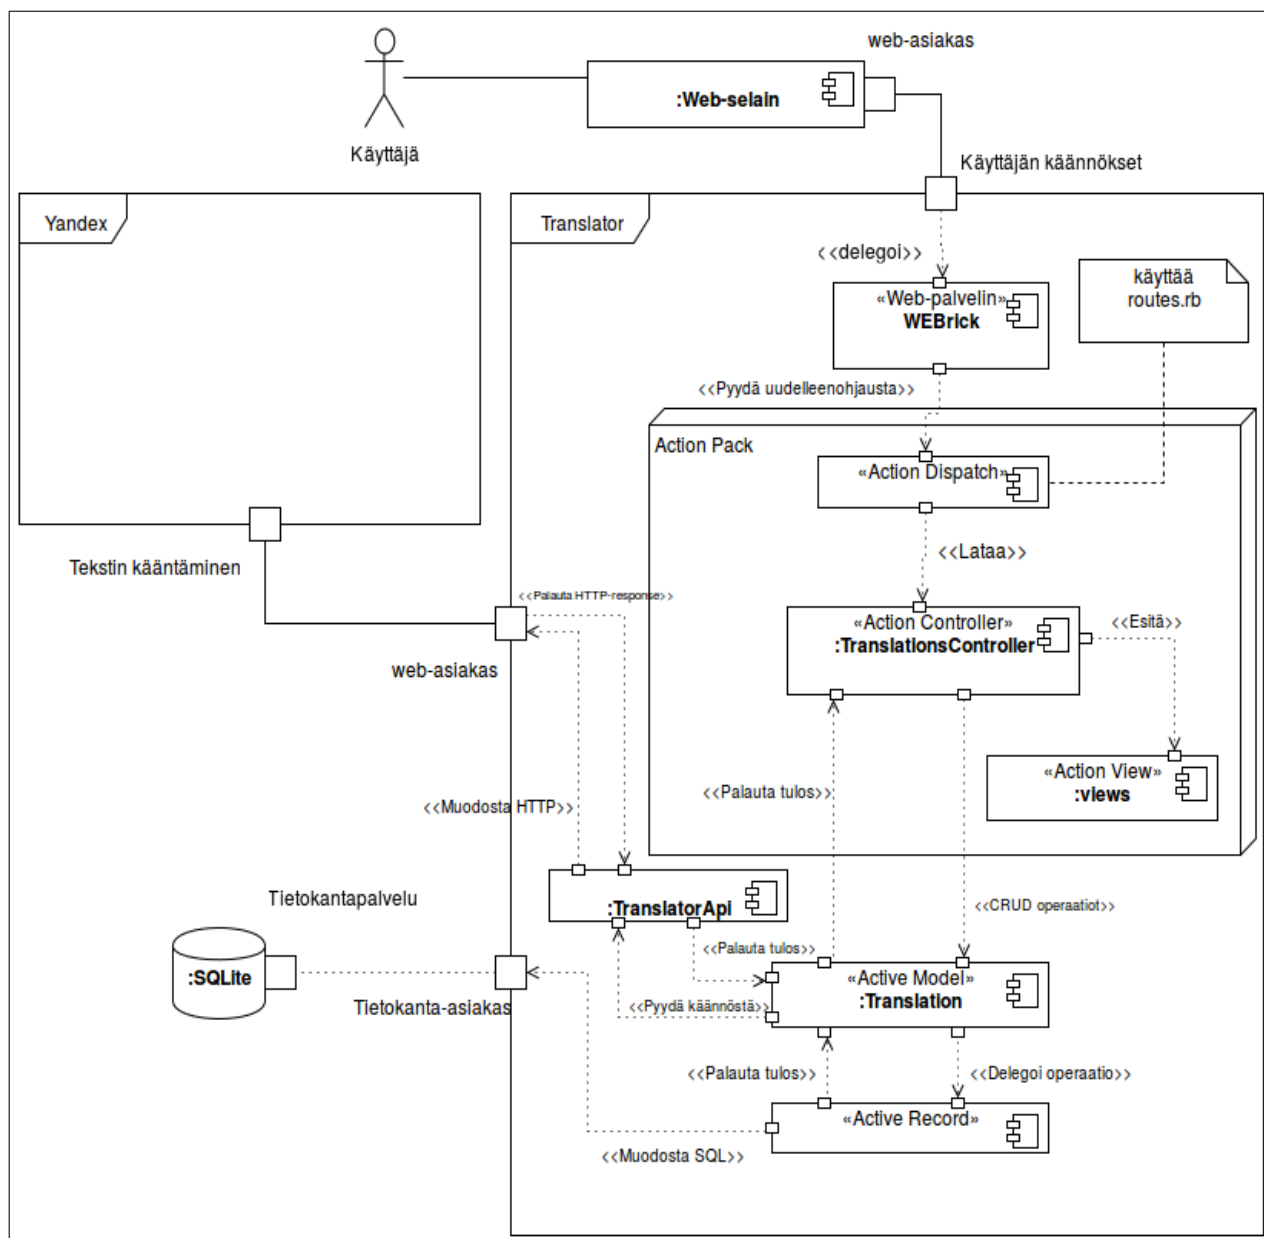 web-asiakas
:Web-selain
Käyttäjä
Käyttäjän käännökset
Yandex
Translator
<<delegoi>>
käyttää
routes.rb
«Web-palvelin»
WEBrick
<<Pyydä uudelleenohjausta>>
Action Pack
«Action Dispatch»
<<Lataa>>
Tekstin kääntäminen
<<Palauta HTTP-response>>
«Action Controller»
:TranslationsController
<<Esitä>>
web-asiakas
«Action View»
:views
<<Palauta tulos>>
<<Muodosta HTTP>>
Tietokantapalvelu
:TranslatorApi
<<CRUD operaatiot>
<<Palauta tulos>>
:SQLite
«Active Model»
:Translation
Tietokanta-asiakas
<<Pyydä käännöstä>>
<<Palauta tulos>>
<<Delegoi operaatio>>
«Active Record»
<<Muodosta SQL>>